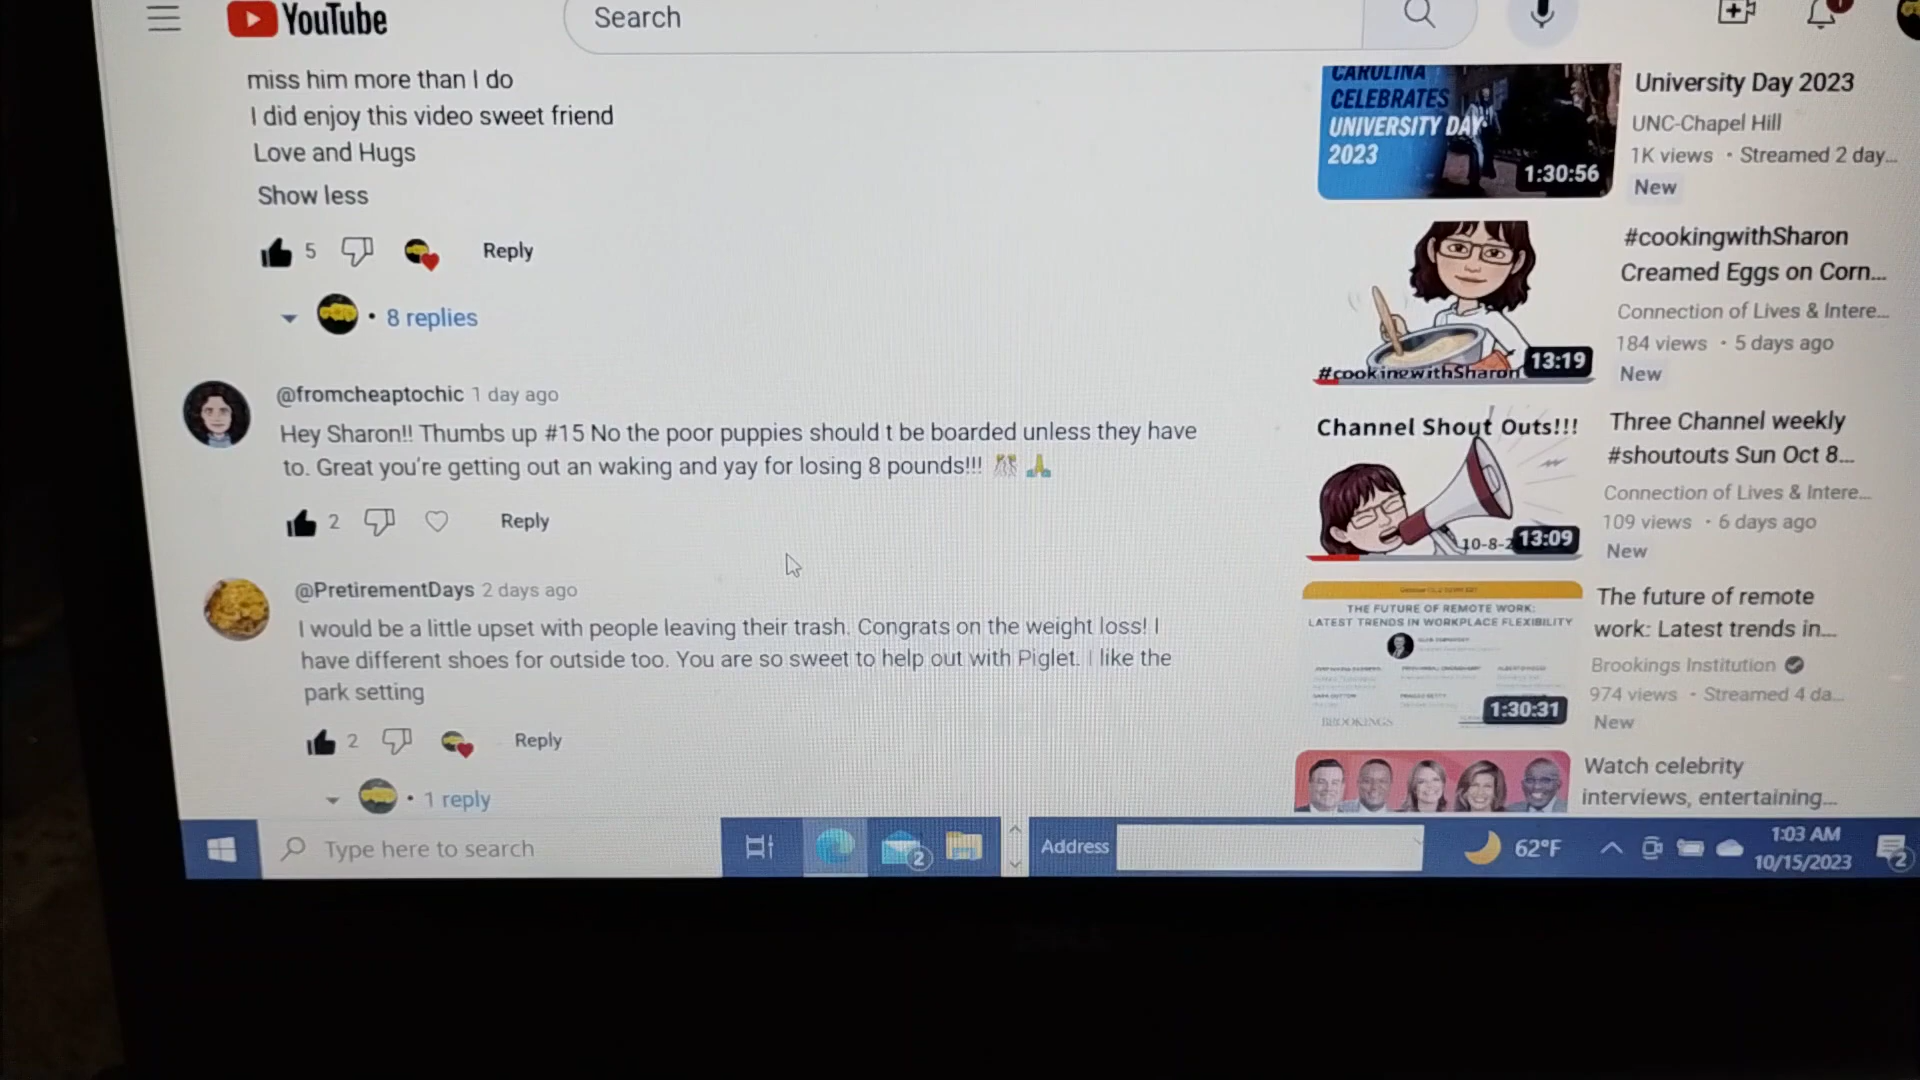 YouTube
Search
miss him more than I do
I did enjoy this video sweet friend
Love and Hugs
Show less
5
Reply
• 8 replies
@fromcheaptochic 1 day ago
Hey Sharon!! Thumbs up #15 No the poor puppies should t be boarded unless they have
to. Great you're getting out an waking and yay for losing 8 pounds!!!
2
Reply
@PretirementDays 2 days ago
I would be a little upset with people leaving their trash. Congrats on the weight loss! I
have different shoes for outside too. You are so sweet to help out with Piglet. I like the
park setting
2
Reply
• 1 reply
CAROLINA
CELEBRATES
UNIVERSITY DAY
2023
1:30:56
University Day 2023
UNC-Chapel Hill
1K views • Streamed 2 day...
New
#cookingwithSharon
13:19
#cookingwithSharon
Creamed Eggs on Corn...
Connection of Lives & Intere...
184 views • 5 days ago
New
Channel Shout Outs!!!
10-8-2
13:09
Three Channel weekly
#shoutouts Sun Oct 8...
Connection of Lives & Intere...
109 views • 6 days ago
New
THE FUTURE OF REMOTE WORK:
LATEST TRENDS IN WORKPLACE FLEXIBILITY
BROOKINGS
1:30:31
The future of remote
work: Latest trends in...
Brookings Institution
974 views • Streamed 4 da...
New
Watch celebrity
interviews, entertaining...
Type here to search
2
Address
62°F
1:03 AM
10/15/2023
2